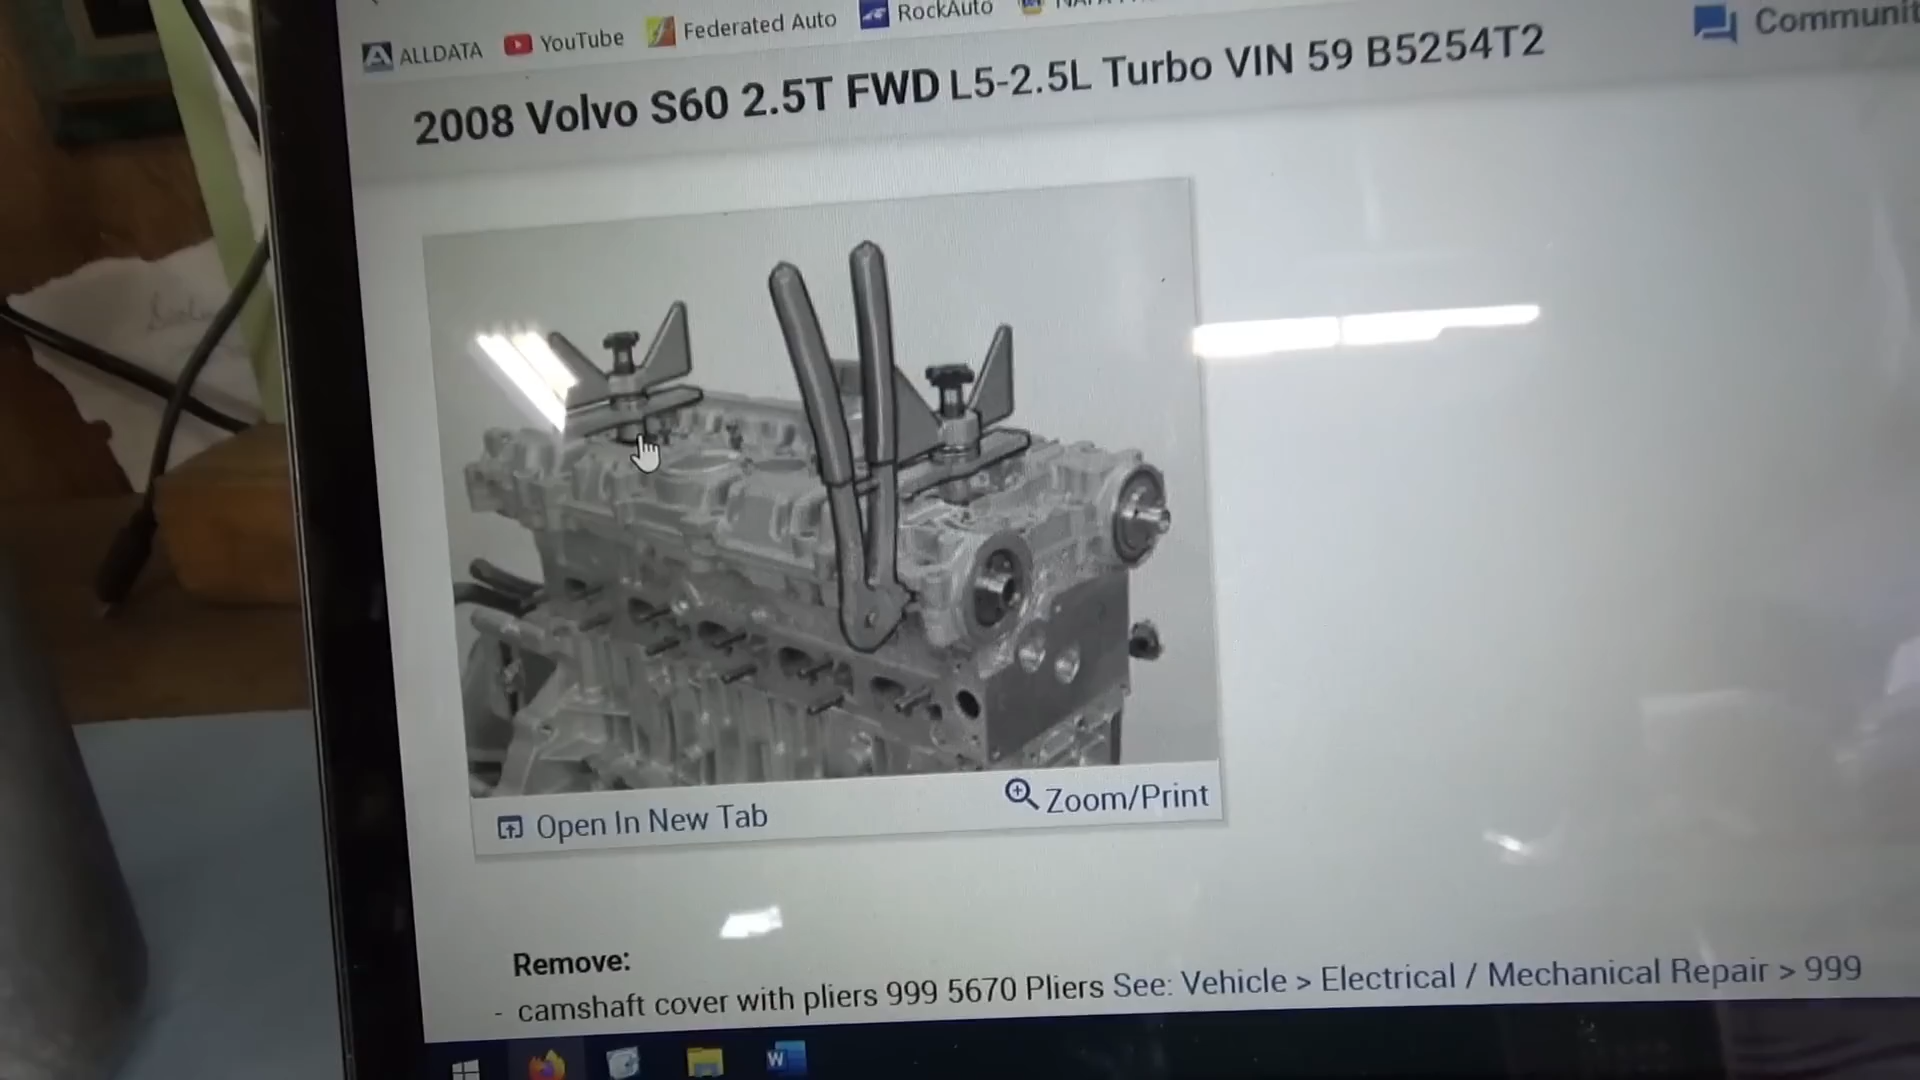 ALLDATA YouTube Federated Auto RockAuto
2008 Volvo S60 2.5T FWD L5-2.5L Turbo VIN 59 B5254T2
Open In New Tab
Zoom/Print
Remove:
- camshaft cover with pliers 999 5670 Pliers See: Vehicle > Electrical / Mechanical Repair > 999